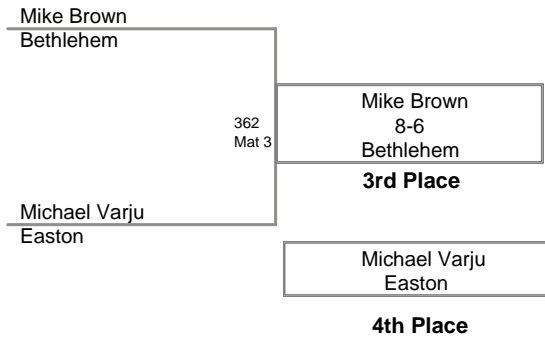 Mike Brown
Bethlehem
362
Mat 3
Mike Brown
8-6
Bethlehem
3rd Place
Michael Varju
Easton
Michael Varju
Easton
4th Place